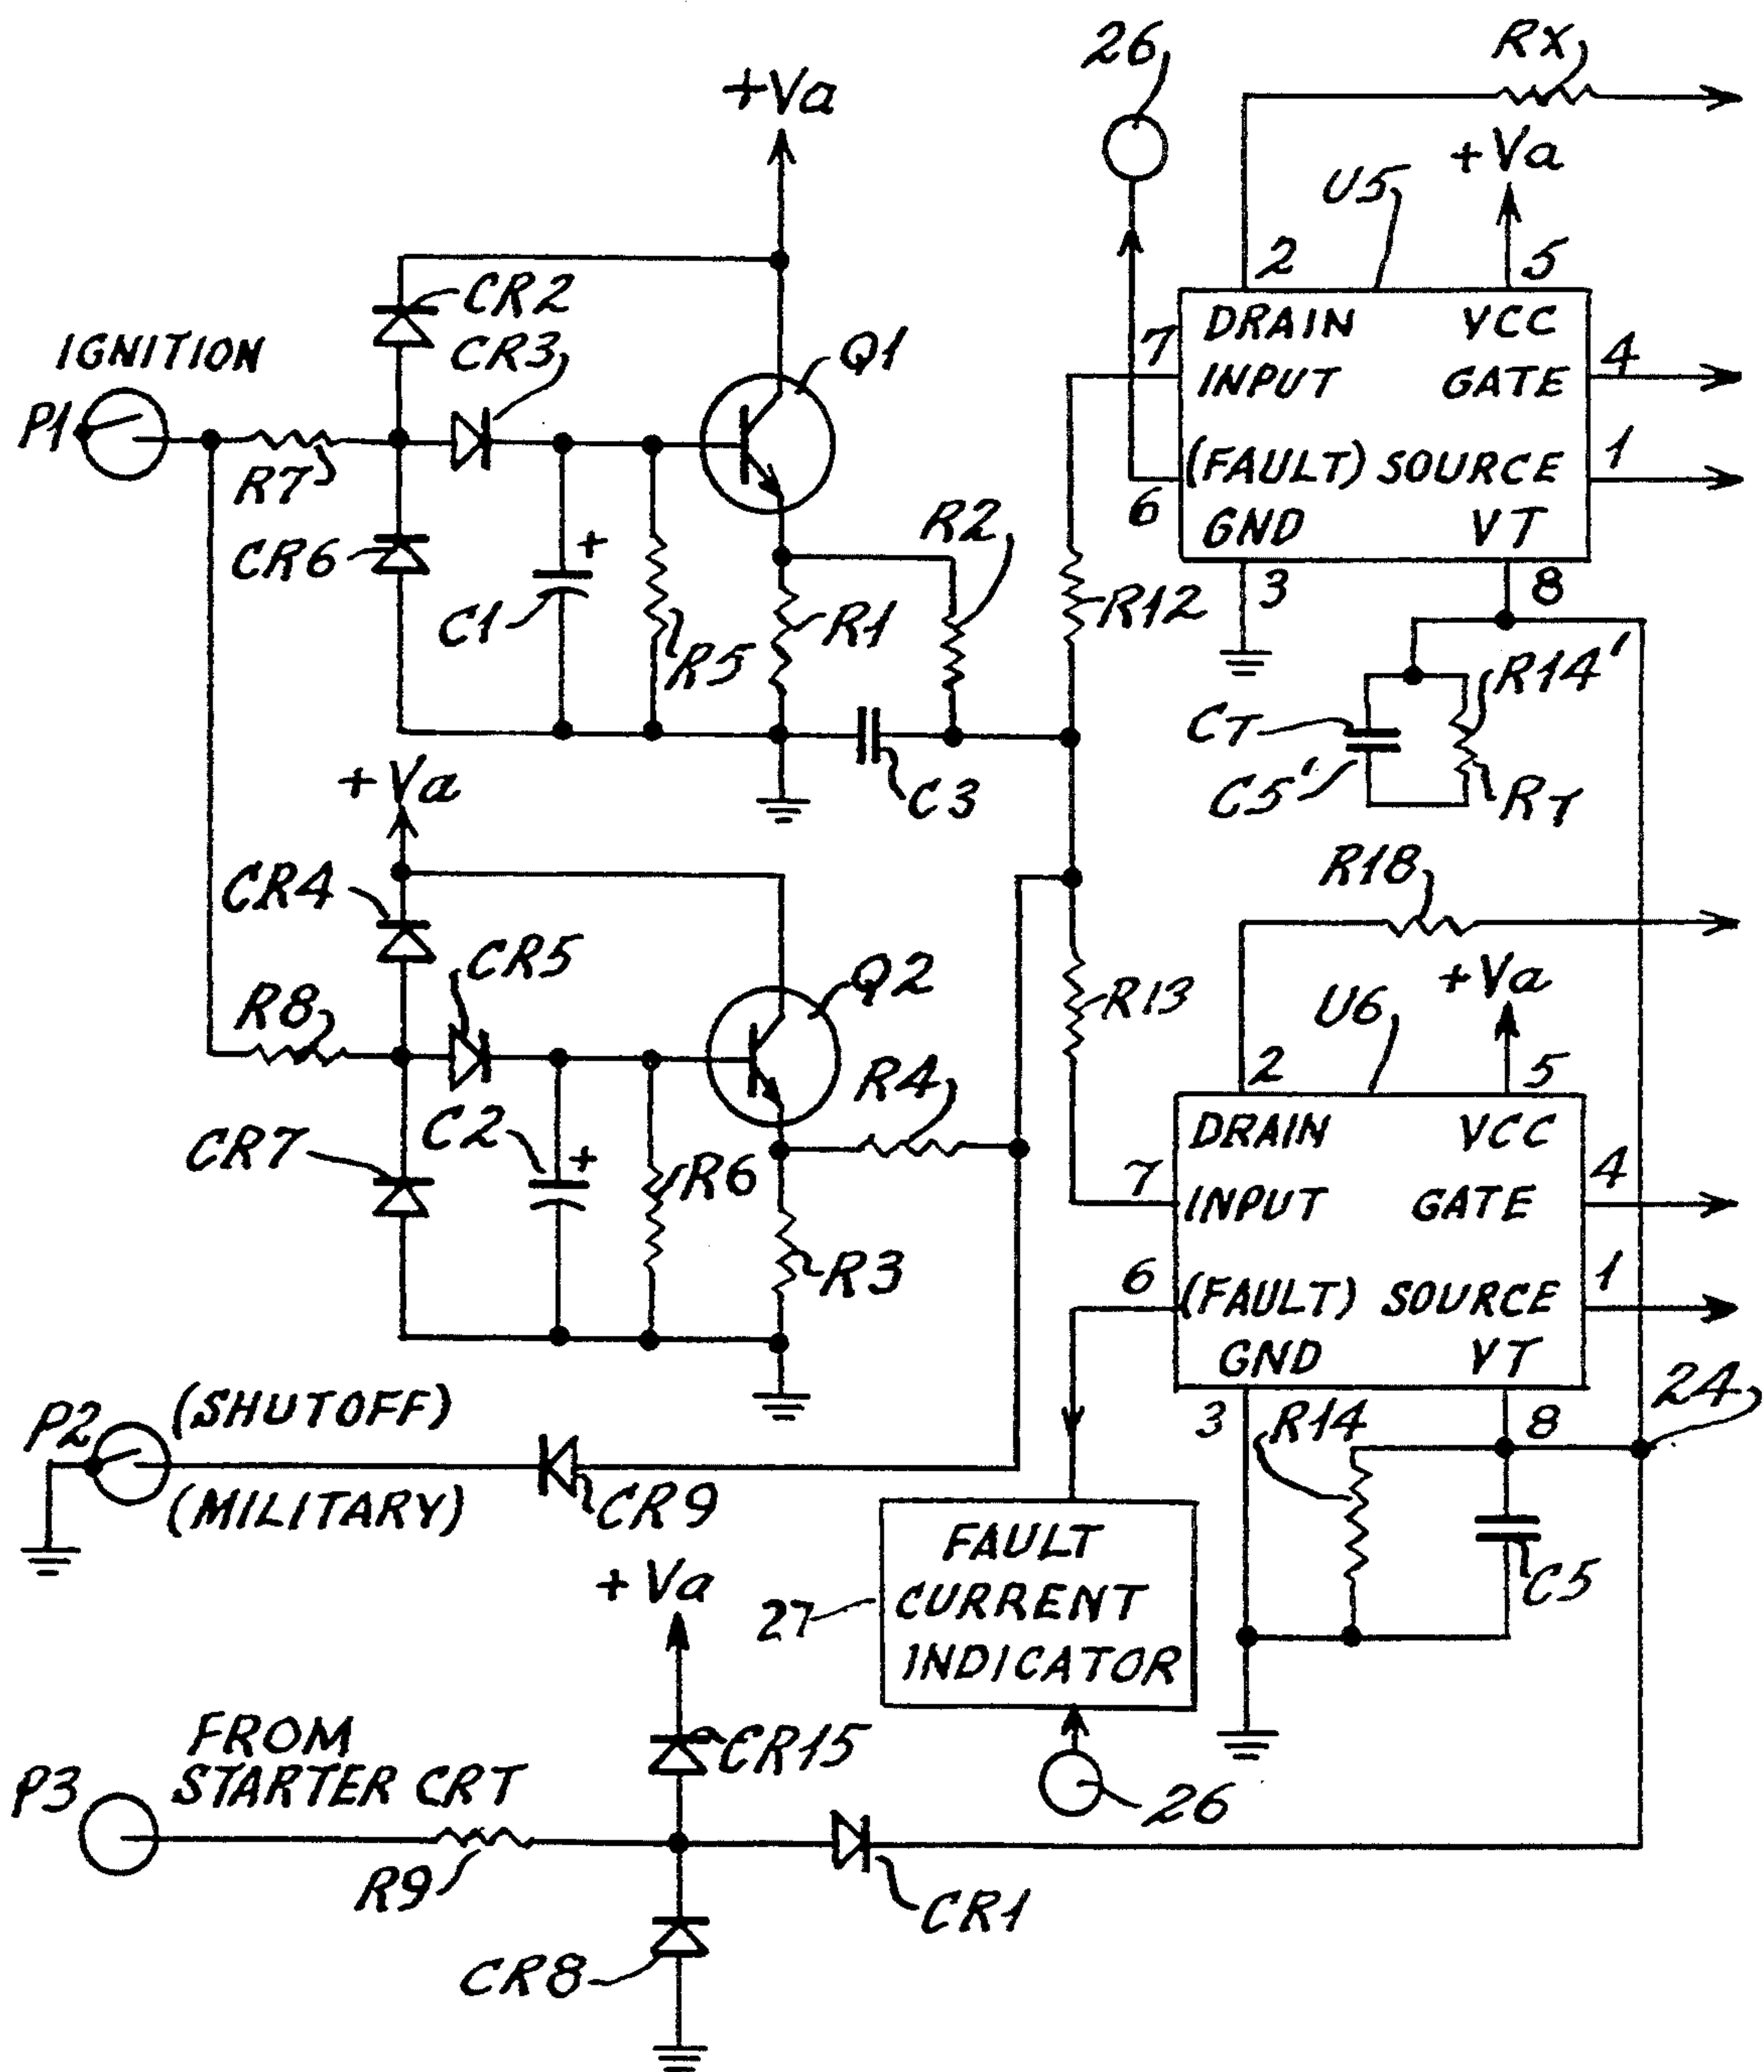 26
RX
+Va
U5
+Va
2
5
CR2
DRAIN
VCC
IGNITION
CR3
Q1
7
INPUT
GATE
4
P1
R7
(FAULT)
SOURCE
1
6
GND
VT
R2
CR6
+
3
8
C1
R5
R1
R12
R14'
CT
C5'
RT
+Va
C3
R18
CR4
CR5
Q2
R13
U6
+Va
R8
2
5
R4
DRAIN
VCC
C2
+
CR7
R6
7
INPUT
GATE
4
R3
6
(FAULT)
SOURCE
1
GND
VT
P2
(SHUTOFF)
3
R14
8
24
(MILITARY)
CR9
FAULT
CURRENT
INDICATOR
27
C5
+Va
FROM
STARTER CRT
P3
CR15
26
R9
CR1
CR8